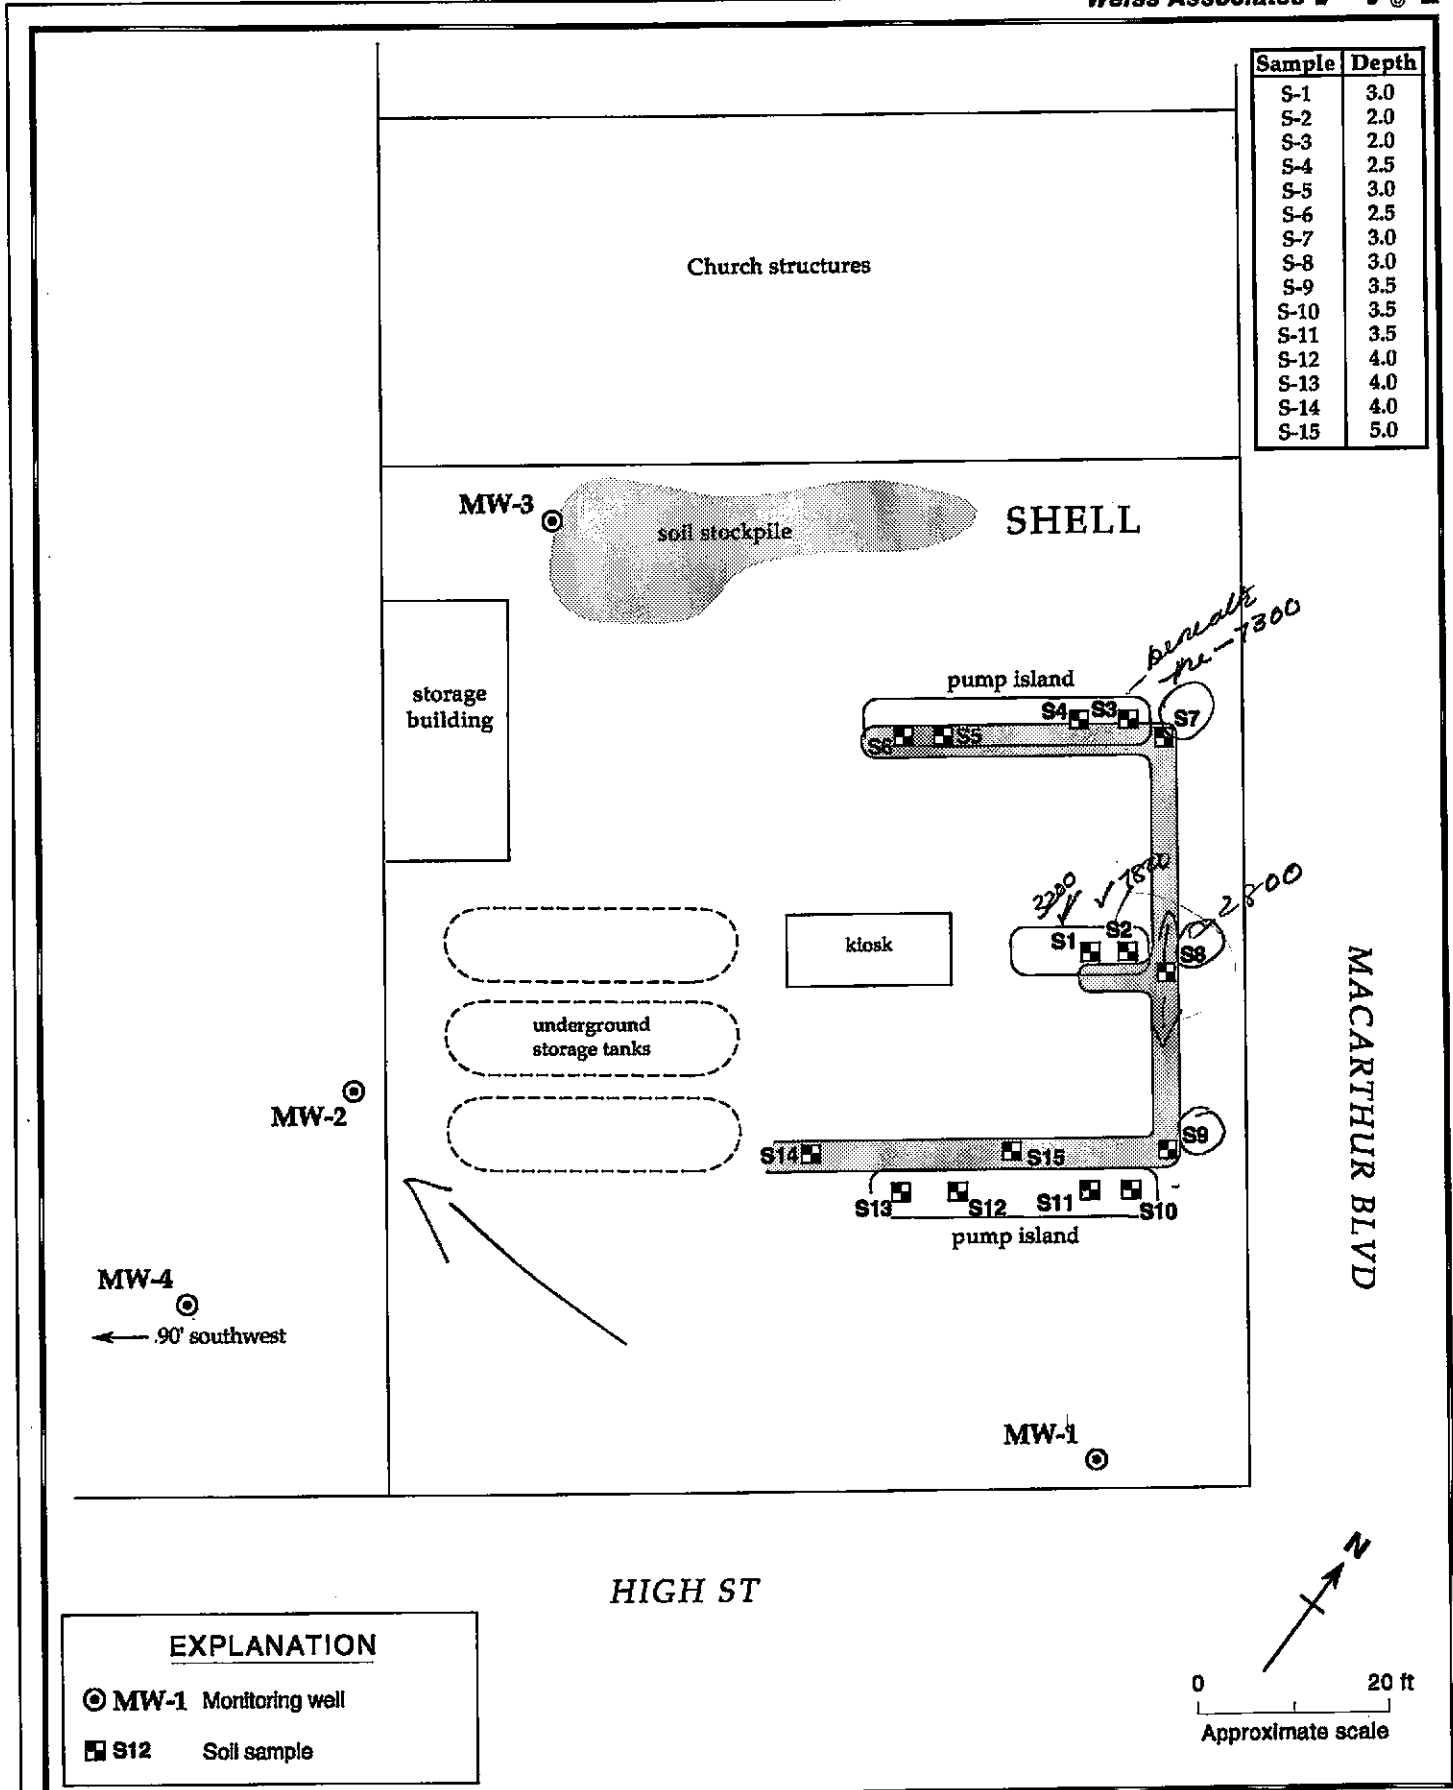 Weiss Associates
Sample Depth
S-1 3.0
S-2 2.0
S-3 2.0
S-4 2.5
S-5 3.0
S-6 2.5
S-7 3.0
S-8 3.0
S-9 3.5
S-10 3.5
S-11 3.5
S-12 4.0
S-13 4.0
S-14 4.0
S-15 5.0
Church structures
MW-3
soil stockpile
SHELL
beneath
7300
storage
building
pump island
S4 S3 S7
S6 S5
2200
2800
kiosk
S1 S2 S8
underground
storage tanks
MACARTHUR BLVD
MW-2
S9
S14 S15
S13 S12 S11 S10
pump island
MW-4
90' southwest
MW-1
HIGH ST
N
EXPLANATION
MW-1 Monitoring well
S12 Soil sample
0 20 ft
Approximate scale